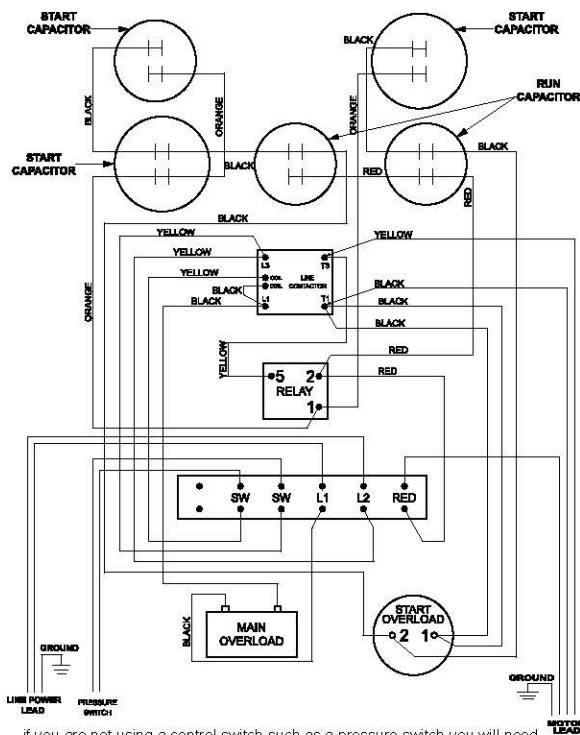 START
CAPACITOR
START
CAPACITOR
BLACK
RUN
CAPACITOR
BLACK
ORANGE
ORANGE
START
CAPACITOR
BLACK
RED
BLACK
RED
BLACK
YELLOW
YELLOW
YELLOW
YELLOW
L3
T3
COIL
LINE
COIL
CONTACTOR
BLACK
BLACK
L1
T1
BLACK
BLACK
ORANGE
YELLOW
RED
5 2
RED
RELAY
1
SW SW L1 L2 RED
BLACK
MAIN
OVERLOAD
START
OVERLOAD
2 1
GROUND
GROUND
LINE POWER
LEAD
PRESSURE
SWITCH
MOTOR
LEAD
if you are not using a control switch such as a pressure switch you will need